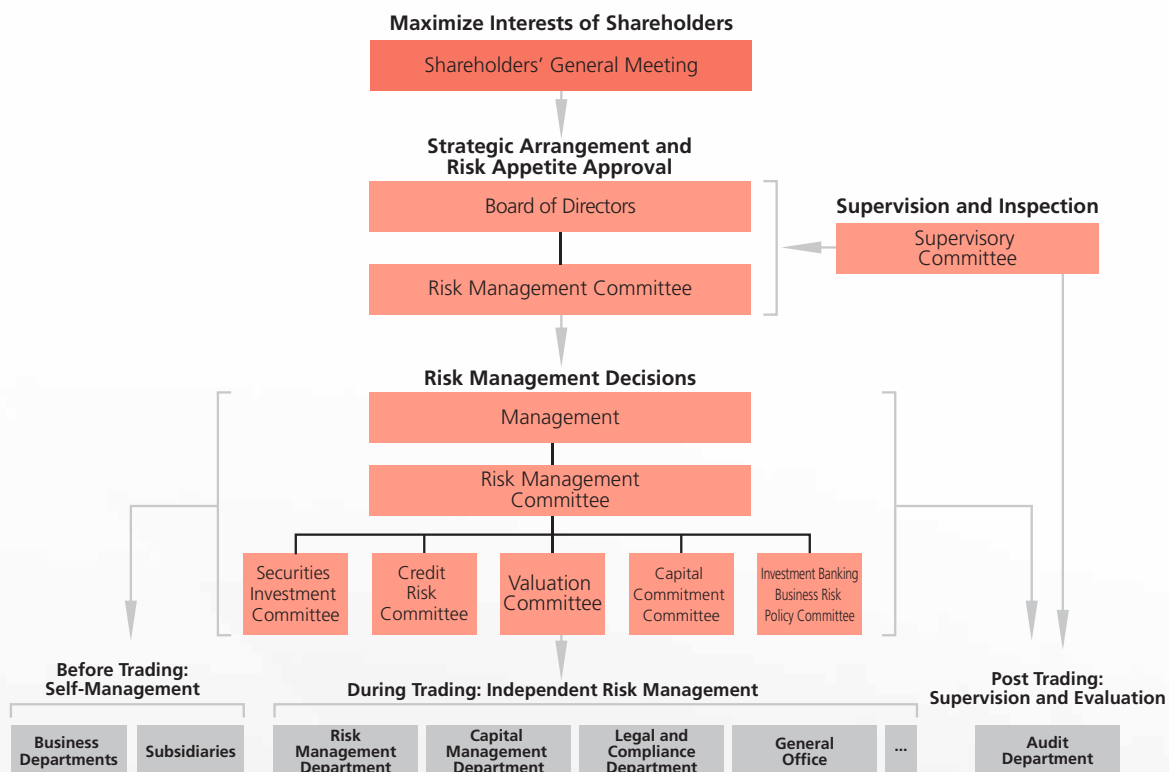 Maximize Interests of Shareholders
Shareholders’ General Meeting
Strategic Arrangement and
Risk Appetite Approval
Board of Directors
Risk Management Committee
Supervision and Inspection
Supervisory
Committee
Risk Management Decisions
Management
Risk Management
Committee
Securities
Investment
Committee
Credit
Risk
Committee
Valuation
Committee
Capital
Commitment
Committee
Investment Banking
Business Risk
Policy Committee
Before Trading:
Self-Management
During Trading: Independent Risk Management
Post Trading:
Supervision and Evaluation
Business
Departments
Subsidiaries
Risk
Management
Department
Capital
Management
Department
Legal and
Compliance
Department
General
Office
...
Audit
Department